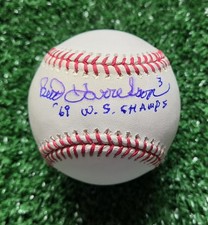 Bud Harrelson 3
'69 W.S. CHAMPS